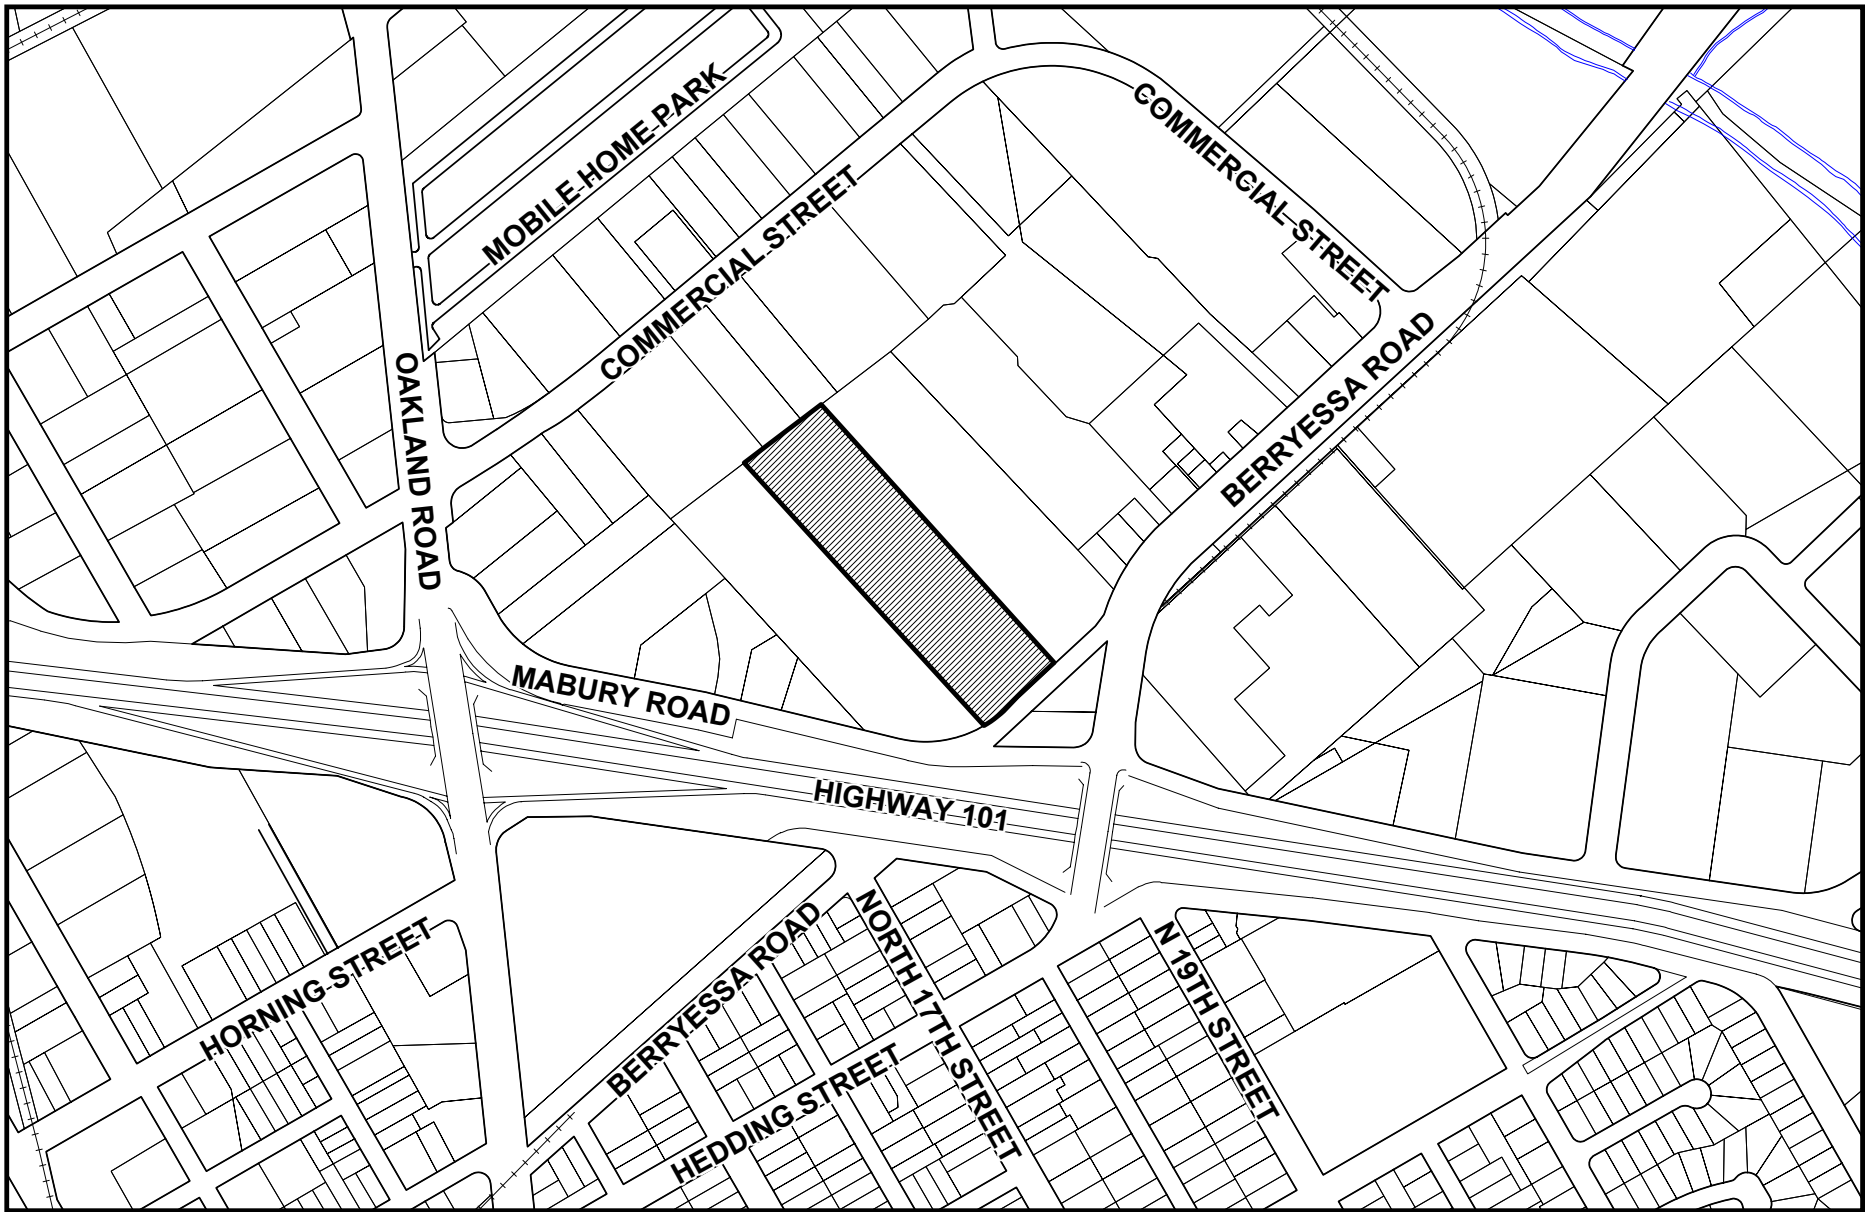 MOBILE HOME PARK
COMMERCIAL STREET
COMMERCIAL STREET
OAKLAND ROAD
BERRYESSA ROAD
MABURY ROAD
HIGHWAY 101
HORNING STREET
BERRYESSA ROAD
NORTH 17TH STREET
N 19TH STREET
HEDDING STREET